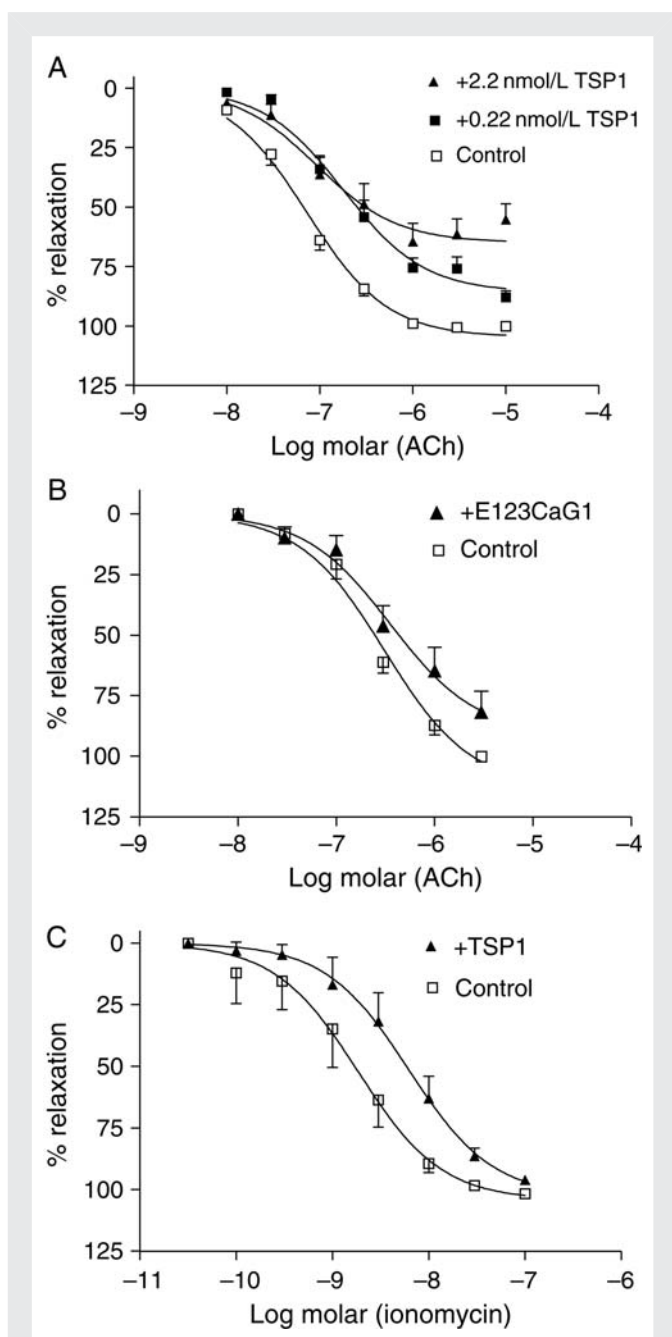 A
▲ +2.2 nmol/L TSP1
■ +0.22 nmol/L TSP1
□ Control
0
25
50
75
100
125
% relaxation
−9 −8 −7 −6 −5 −4
Log molar (ACh)
B
▲ +E123CaG1
□ Control
0
25
50
75
100
125
% relaxation
−9 −8 −7 −6 −5 −4
Log molar (ACh)
C
▲ +TSP1
□ Control
0
25
50
75
100
125
% relaxation
−11 −10 −9 −8 −7 −6
Log molar (ionomycin)